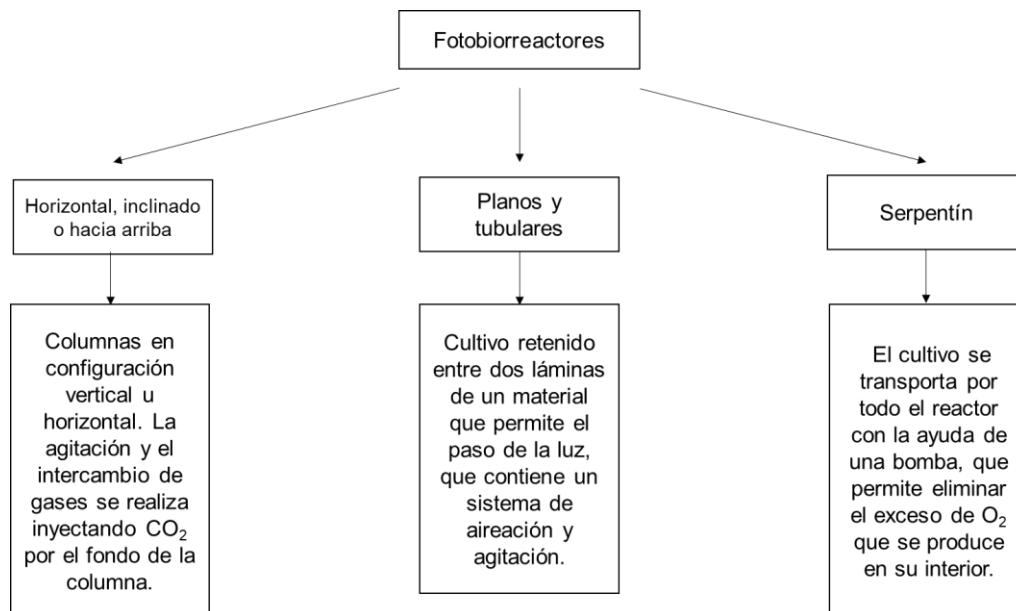 Fotobiorreactores
Horizontal, inclinado
o hacia arriba
Planos y
tubulares
Serpentín
Columnas en
configuración
vertical u
horizontal. La
agitación y el
intercambio de
gases se realiza
inyectando CO₂
por el fondo de la
columna.
Cultivo retenido
entre dos láminas
de un material
que permite el
paso de la luz,
que contiene un
sistema de
aireación y
agitación.
El cultivo se
transporta por
todo el reactor
con la ayuda de
una bomba, que
permite eliminar
el exceso de O₂
que se produce
en su interior.